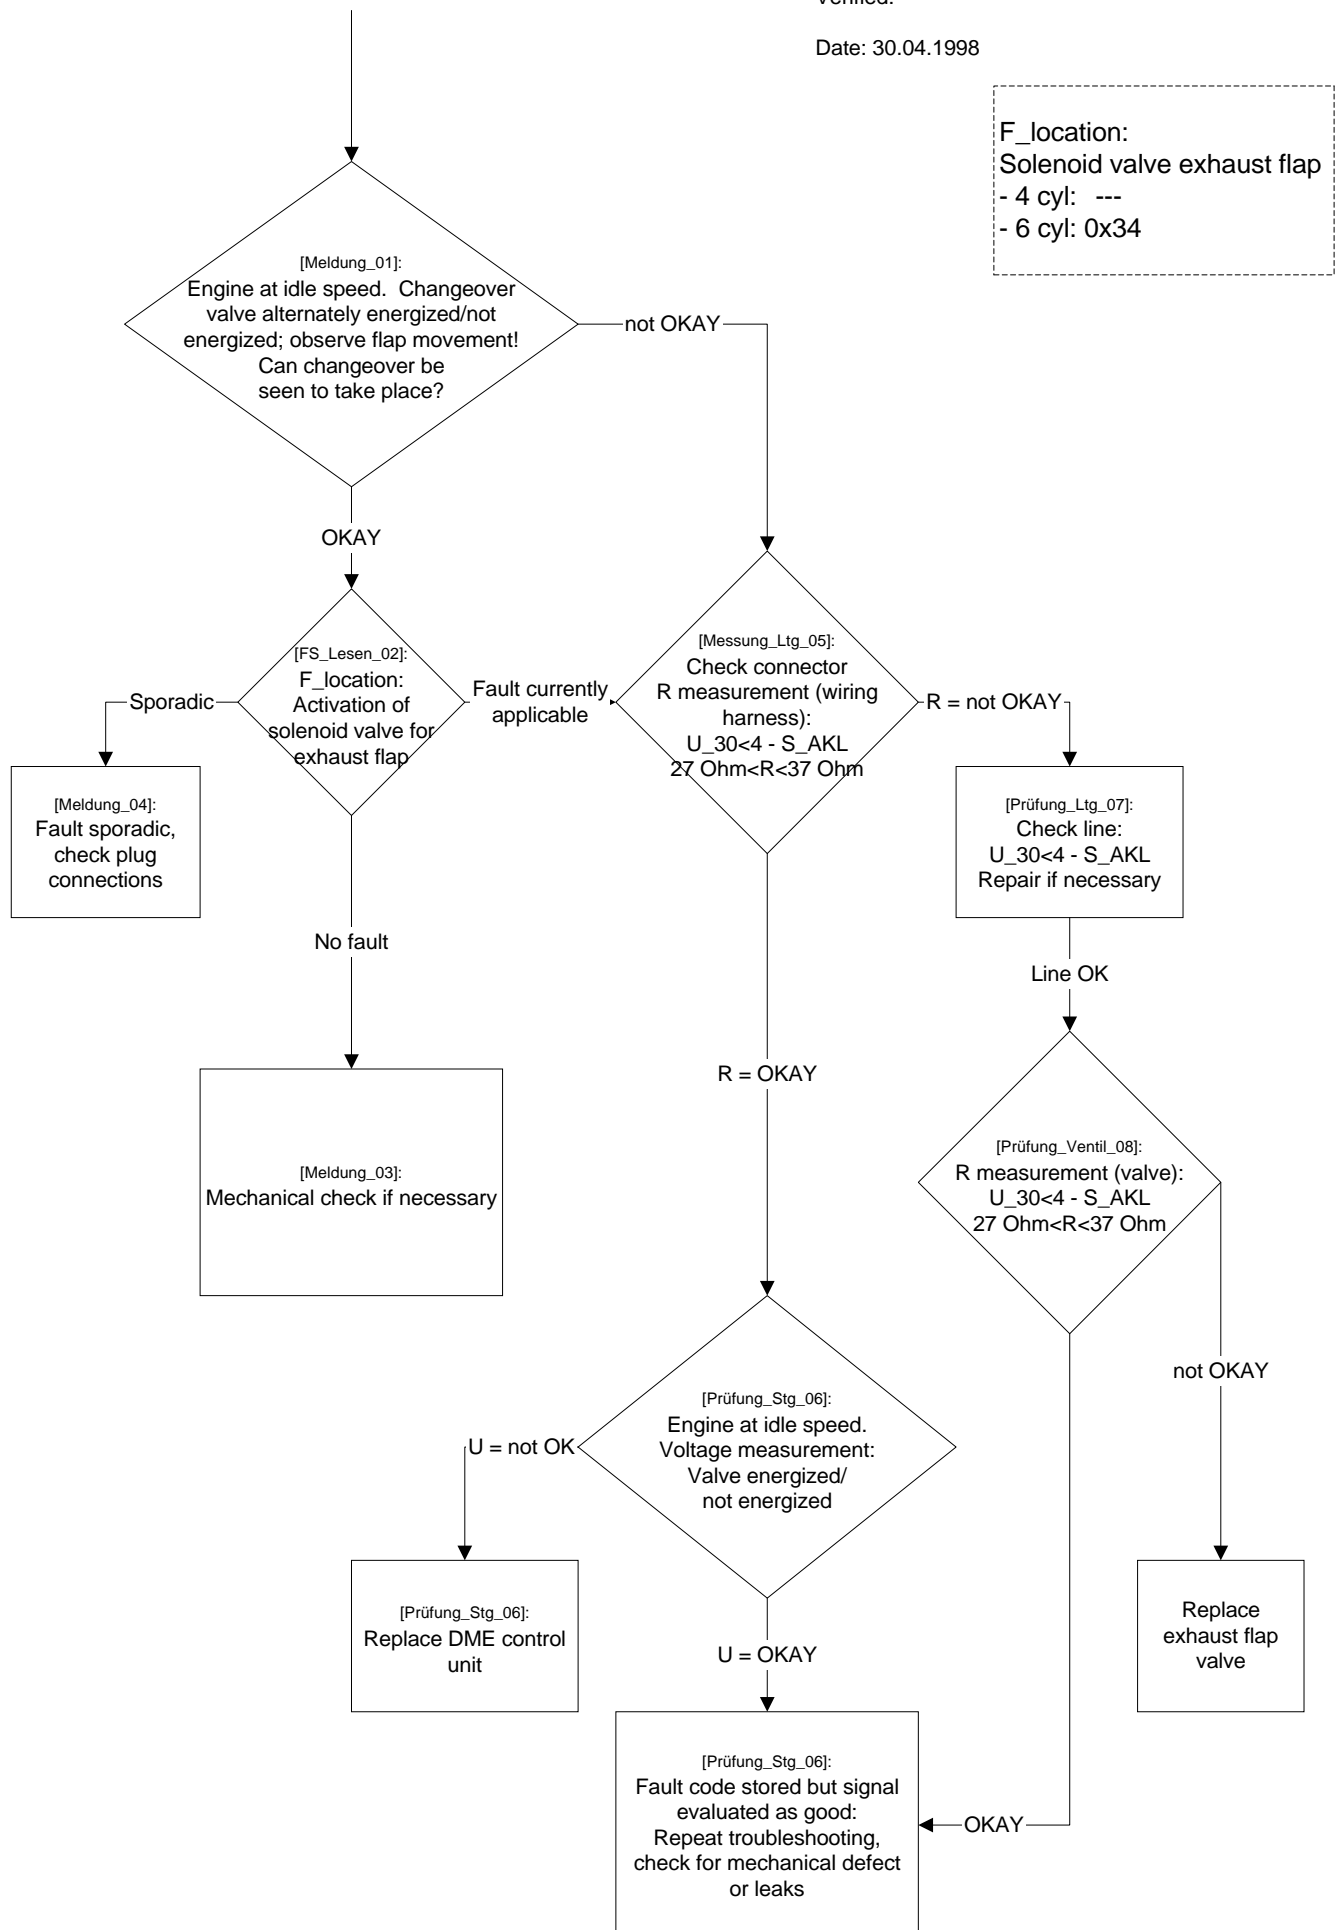 Verified:
Date: 30.04.1998
F_location:
Solenoid valve exhaust flap
- 4 cyl: ---
- 6 cyl: 0x34
[Meldung_01]:
Engine at idle speed. Changeover
valve alternately energized/not
energized; observe flap movement!
Can changeover be
seen to take place?
not OKAY
OKAY
[FS_Lesen_02]:
F_location:
Activation of
solenoid valve for
exhaust flap
Sporadic
Fault currently
applicable
[Messung_Ltg_05]:
Check connector
R measurement (wiring
harness):
U_30<4 - S_AKL
27 Ohm<R<37 Ohm
R = not OKAY
[Meldung_04]:
Fault sporadic,
check plug
connections
[Prüfung_Ltg_07]:
Check line:
U_30<4 - S_AKL
Repair if necessary
No fault
Line OK
R = OKAY
[Meldung_03]:
Mechanical check if necessary
[Prüfung_Ventil_08]:
R measurement (valve):
U_30<4 - S_AKL
27 Ohm<R<37 Ohm
not OKAY
[Prüfung_Stg_06]:
Engine at idle speed.
Voltage measurement:
Valve energized/
not energized
U = not OK
[Prüfung_Stg_06]:
Replace DME control
unit
U = OKAY
Replace
exhaust flap
valve
[Prüfung_Stg_06]:
Fault code stored but signal
evaluated as good:
Repeat troubleshooting,
check for mechanical defect
or leaks
OKAY